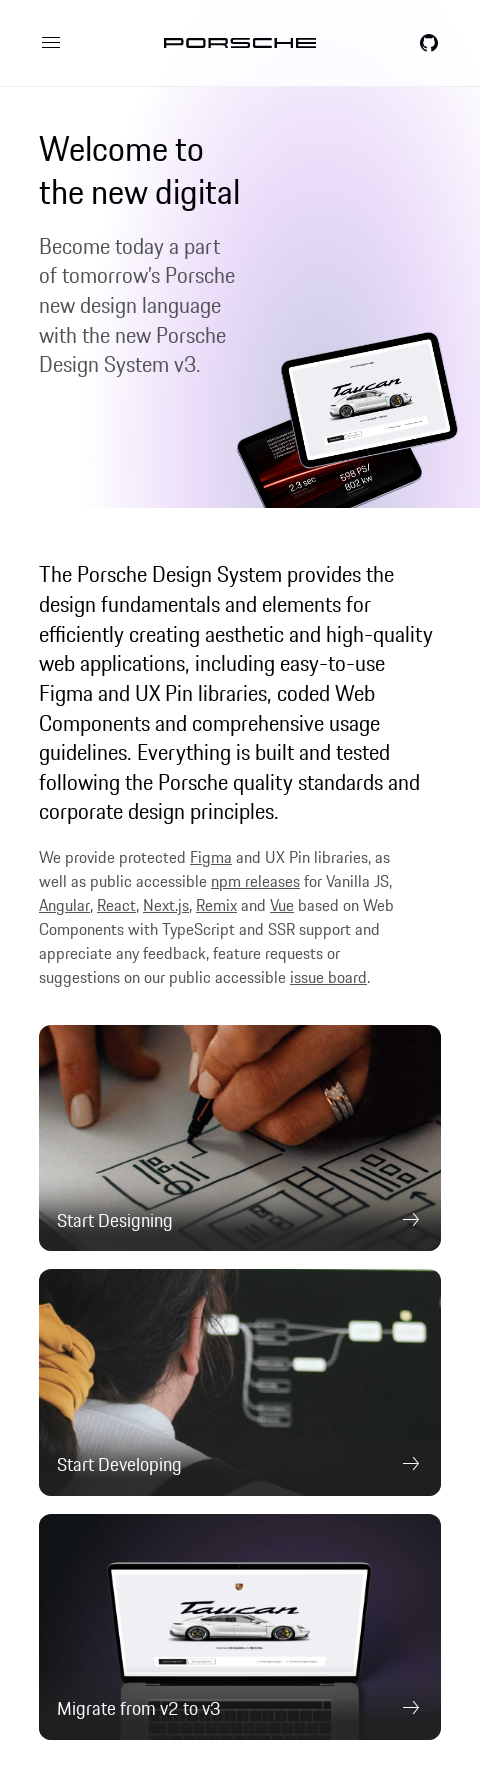 PORSCHE
Welcome to
the new digital
Become today a part
of tomorrow’s Porsche
new design language
with the new Porsche
Design System v3.
Taycan
2.3 sec
598 PS/
802 kw
The Porsche Design System provides the
design fundamentals and elements for
efficiently creating aesthetic and high-quality
web applications, including easy-to-use
Figma and UX Pin libraries, coded Web
Components and comprehensive usage
guidelines. Everything is built and tested
following the Porsche quality standards and
corporate design principles.
We provide protected Figma and UX Pin libraries, as
well as public accessible npm releases for Vanilla JS,
Angular, React, Next.js, Remix and Vue based on Web
Components with TypeScript and SSR support and
appreciate any feedback, feature requests or
suggestions on our public accessible issue board.
Start Designing
Start Developing
Taycan
Migrate from v2 to v3